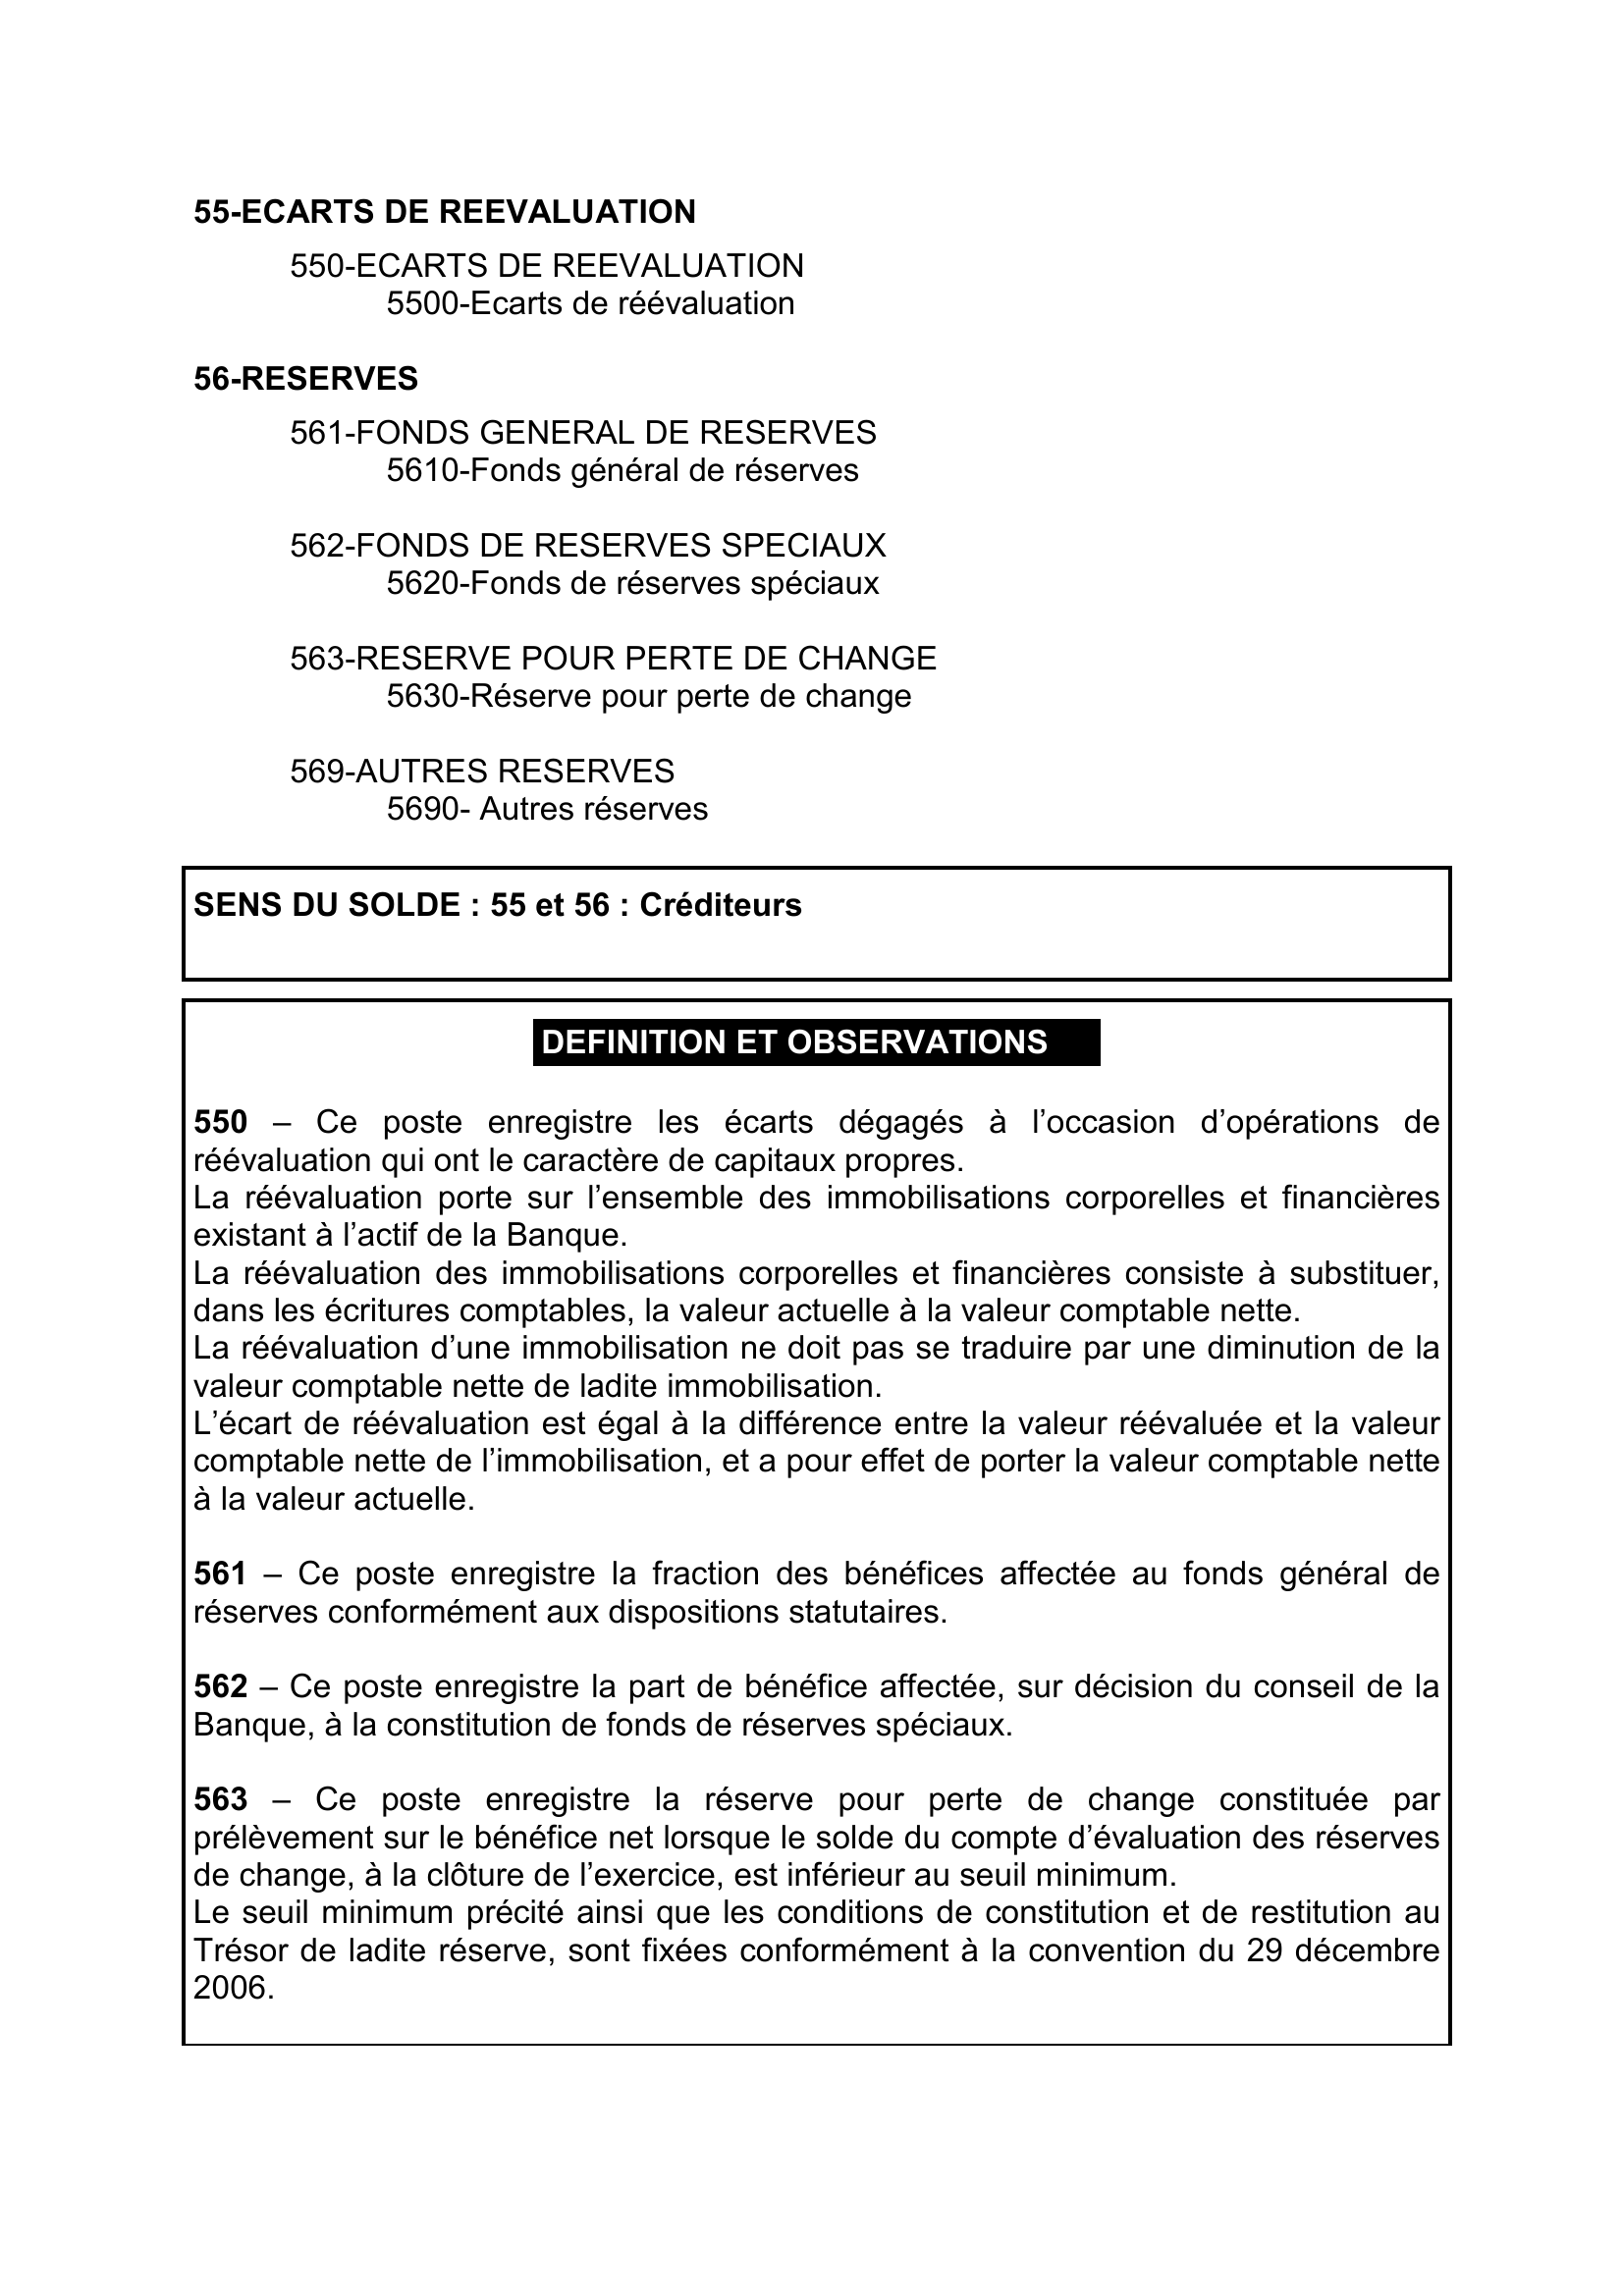 55-ECARTS DE REEVALUATION
550-ECARTS DE REEVALUATION
5500-Ecarts de réévaluation
56-RESERVES
561-FONDS GENERAL DE RESERVES
5610-Fonds général de réserves
562-FONDS DE RESERVES SPECIAUX
5620-Fonds de réserves spéciaux
563-RESERVE POUR PERTE DE CHANGE
5630-Réserve pour perte de change
569-AUTRES RESERVES
5690- Autres réserves
SENS DU SOLDE : 55 et 56 : Créditeurs
DEFINITION ET OBSERVATIONS
550 – Ce poste enregistre les écarts dégagés à l’occasion d’opérations de
réévaluation qui ont le caractère de capitaux propres.
La réévaluation porte sur l’ensemble des immobilisations corporelles et financières
existant à l’actif de la Banque.
La réévaluation des immobilisations corporelles et financières consiste à substituer,
dans les écritures comptables, la valeur actuelle à la valeur comptable nette.
La réévaluation d’une immobilisation ne doit pas se traduire par une diminution de la
valeur comptable nette de ladite immobilisation.
L’écart de réévaluation est égal à la différence entre la valeur réévaluée et la valeur
comptable nette de l’immobilisation, et a pour effet de porter la valeur comptable nette
à la valeur actuelle.
561 – Ce poste enregistre la fraction des bénéfices affectée au fonds général de
réserves conformément aux dispositions statutaires.
562 – Ce poste enregistre la part de bénéfice affectée, sur décision du conseil de la
Banque, à la constitution de fonds de réserves spéciaux.
563 – Ce poste enregistre la réserve pour perte de change constituée par
prélèvement sur le bénéfice net lorsque le solde du compte d’évaluation des réserves
de change, à la clôture de l’exercice, est inférieur au seuil minimum.
Le seuil minimum précité ainsi que les conditions de constitution et de restitution au
Trésor de ladite réserve, sont fixées conformément à la convention du 29 décembre
2006.